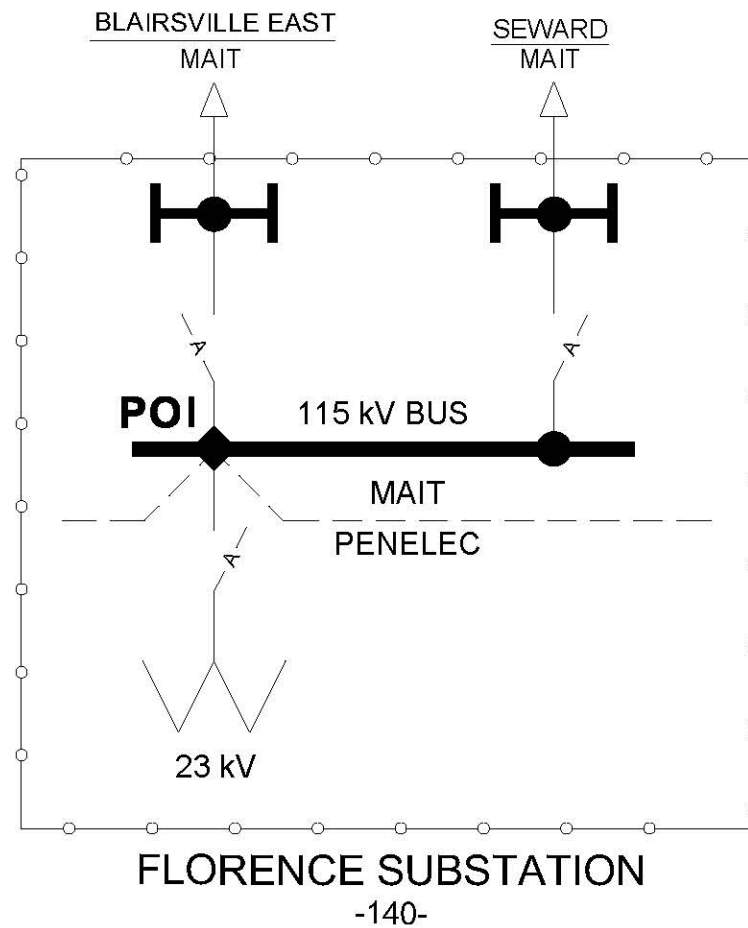 BLAIRSVILLE EAST
MAIT
SEWARD
MAIT
A
A
POI
115 kV BUS
MAIT
PENELEC
A
23 kV
FLORENCE SUBSTATION
-140-